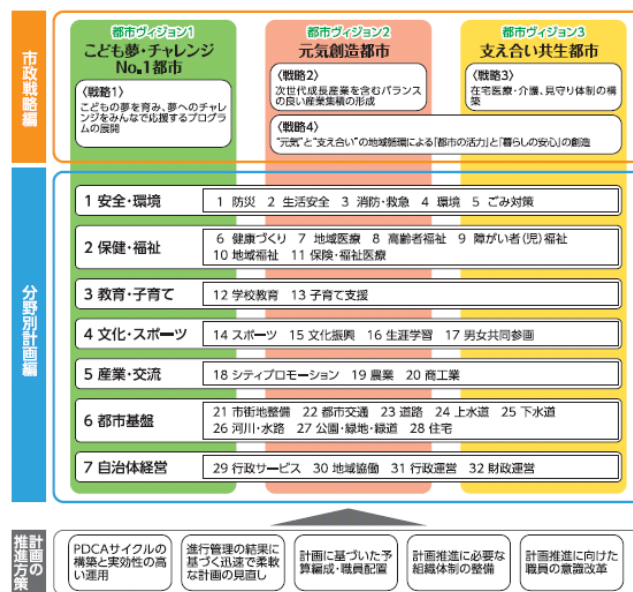 都市ヴィジョン1
こども夢・チャレンジ
No.1都市
都市ヴィジョン2
元気創造都市
都市ヴィジョン3
支え合い共生都市
市政戦略編
〈戦略1〉
こどもの夢を育み、夢へのチャレ
ンジをみんなで応援するプログラ
ムの展開
〈戦略2〉
次世代成長産業を含むバランス
の良い産業集積の形成
〈戦略3〉
在宅医療・介護、見守り体制の構
築
〈戦略4〉
"元気"と"支え合い"の地域循環による「都市の活力」と「暮らしの安心」の創造
分野別計画編
1 安全・環境
1 防災 2 生活安全 3 消防・救急 4 環境 5 ごみ対策
2 保健・福祉
6 健康づくり 7 地域医療 8 高齢者福祉 9 障がい者(児)福祉
10 地域福祉 11 保険・福祉医療
3 教育・子育て
12 学校教育 13 子育て支援
4 文化・スポーツ
14 スポーツ 15 文化振興 16 生涯学習 17 男女共同参画
5 産業・交流
18 シティプロモーション 19 農業 20 商工業
6 都市基盤
21 市街地整備 22 都市交通 23 道路 24 上水道 25 下水道
26 河川・水路 27 公園・緑地・緑道 28 住宅
7 自治体経営
29 行政サービス 30 地域協働 31 行政運営 32 財政運営
計画の
推進方策
PDCAサイクルの
構築と実効性の高
い運用
進行管理の結果に
基づく迅速で柔軟
な計画の見直し
計画に基づいた予
算編成・職員配置
計画推進に必要な
組織体制の整備
計画推進に向けた
職員の意識改革